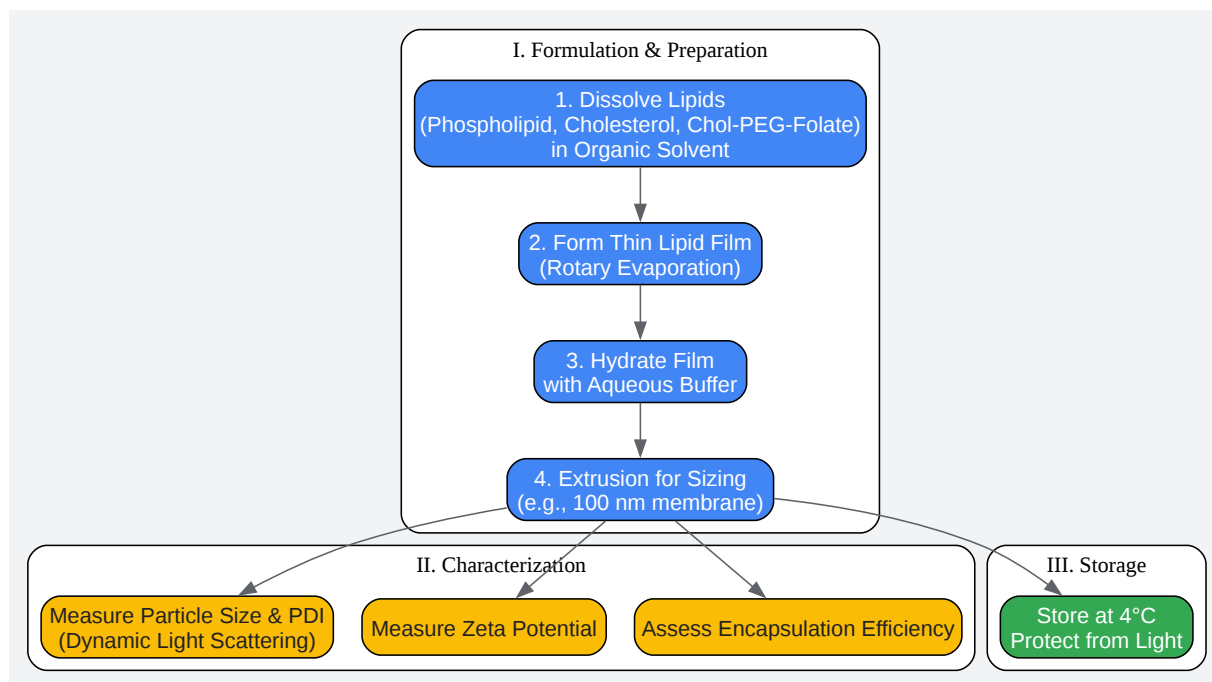 I. Formulation & Preparation
1. Dissolve Lipids
(Phospholipid, Cholesterol, Chol-PEG-Folate)
in Organic Solvent
2. Form Thin Lipid Film
(Rotary Evaporation)
3. Hydrate Film
with Aqueous Buffer
4. Extrusion for Sizing
(e.g., 100 nm membrane)
II. Characterization
Measure Particle Size & PDI
(Dynamic Light Scattering)
Measure Zeta Potential
Assess Encapsulation Efficiency
III. Storage
Store at 4°C
Protect from Light